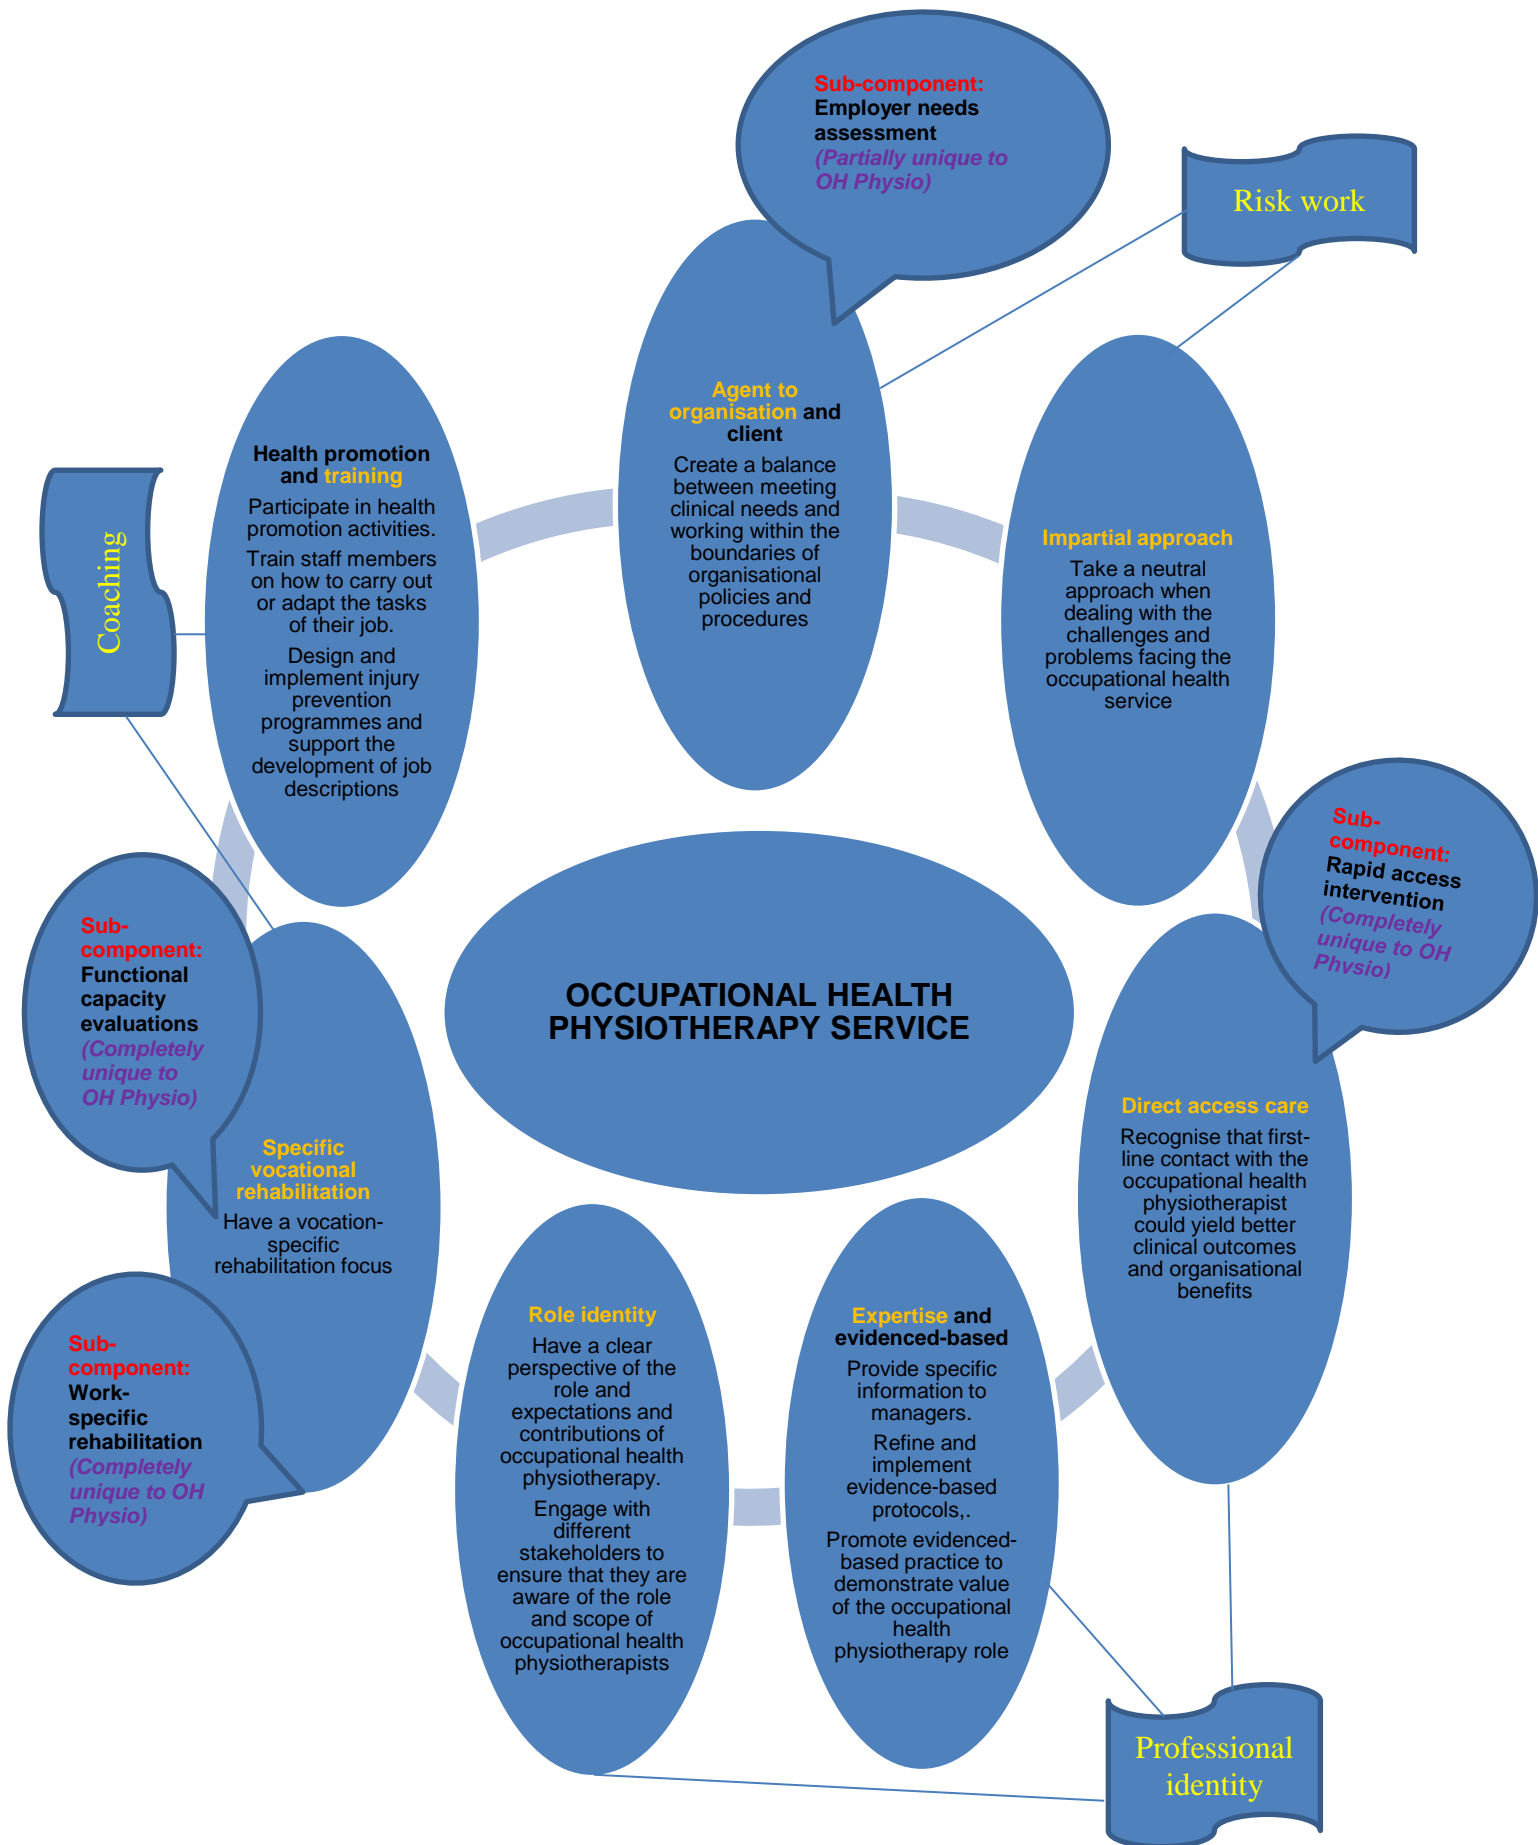 Sub-component:
Employer needs
assessment
(Partially unique to
OH Physio)
Risk work
Agent to
organisation and
client
Create a balance
between meeting
clinical needs and
working within the
boundaries of
organisational
policies and
procedures
Impartial approach
Take a neutral
approach when
dealing with the
challenges and
problems facing the
occupational health
service
Sub-
component:
Rapid access
intervention
(Completely
unique to OH
Physio)
Direct access care
Recognise that first-
line contact with the
occupational health
physiotherapist
could yield better
clinical outcomes
and organisational
benefits
Expertise and
evidenced-based
Provide specific
information to
managers.
Refine and
implement
evidence-based
protocols,.
Promote evidenced-
based practice to
demonstrate value
of the occupational
health
physiotherapy role
Professional
identity
Role identity
Have a clear
perspective of the
role and
expectations and
contributions of
occupational health
physiotherapy.
Engage with
different
stakeholders to
ensure that they are
aware of the role
and scope of
occupational health
physiotherapists
Specific
vocational
rehabilitation
Have a vocation-
specific
rehabilitation focus
Sub-
component:
Work-
specific
rehabilitation
(Completely
unique to OH
Physio)
Sub-
component:
Functional
capacity
evaluations
(Completely
unique to
OH Physio)
Health promotion
and training
Participate in health
promotion activities.
Train staff members
on how to carry out
or adapt the tasks
of their job.
Design and
implement injury
prevention
programmes and
support the
development of job
descriptions
Coaching
OCCUPATIONAL HEALTH
PHYSIOTHERAPY SERVICE